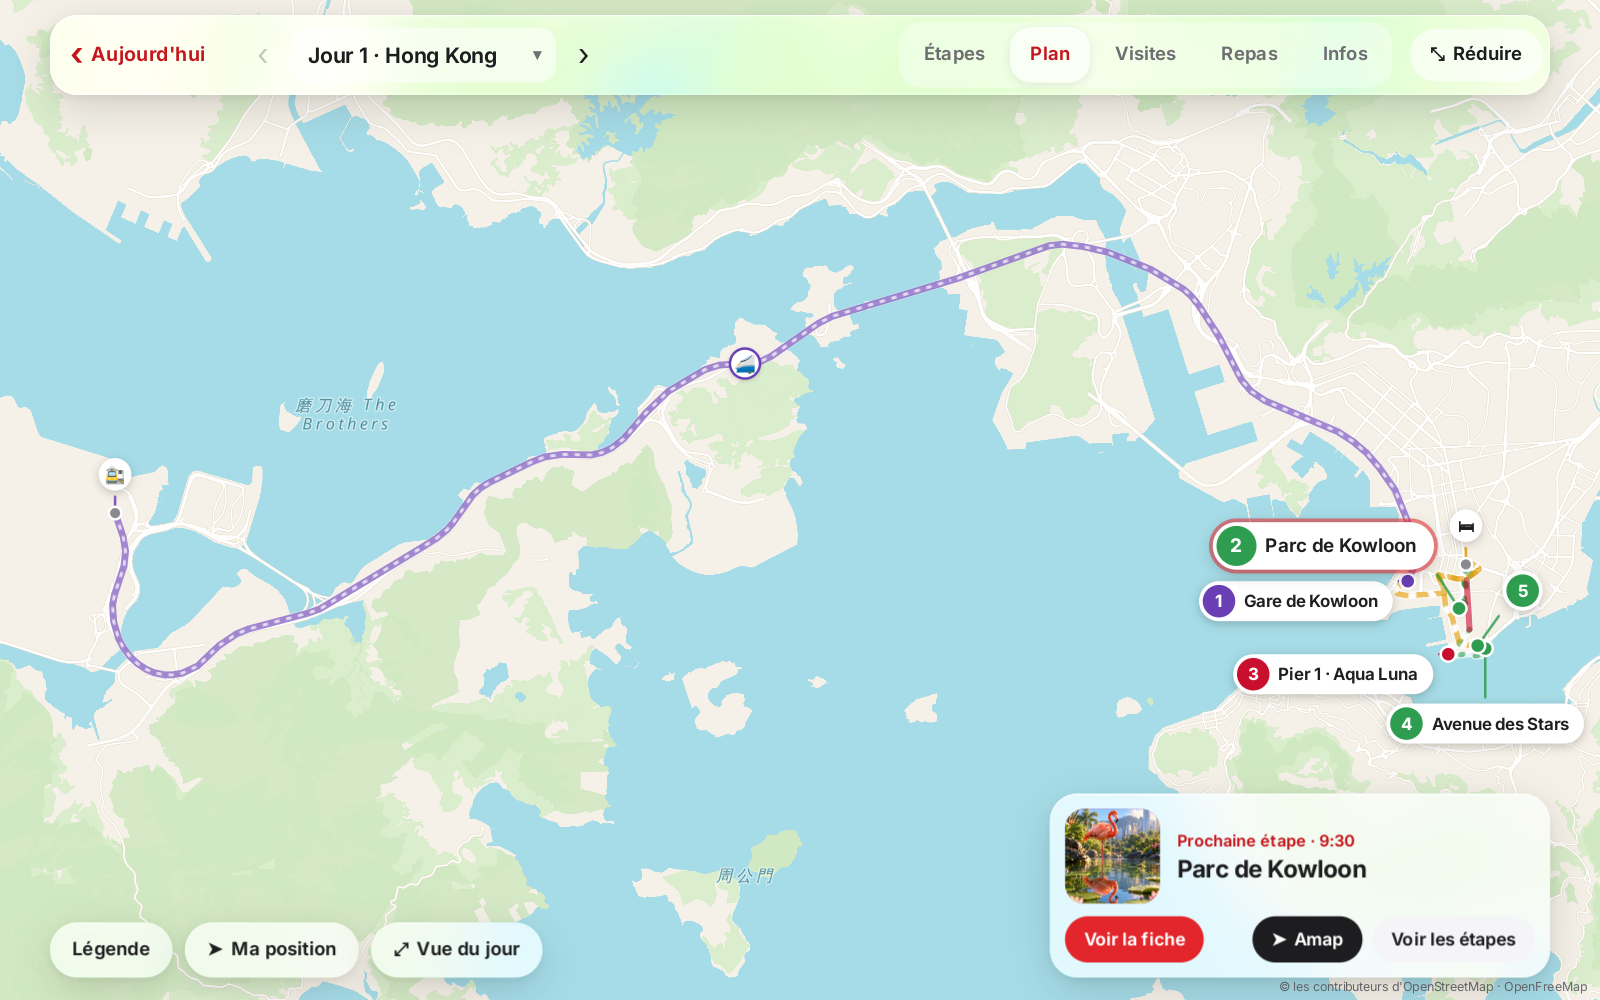 Aujourd'hui
Jour 1 · Hong Kong
Étapes
Plan
Visites
Repas
Infos
Réduire
磨刀海 The
Brothers
2 Parc de Kowloon
1 Gare de Kowloon
5
3 Pier 1 · Aqua Luna
4 Avenue des Stars
周公門
Prochaine étape · 9:30
Parc de Kowloon
Voir la fiche
Amap
Voir les étapes
Légende
Ma position
Vue du jour
© les contributeurs d'OpenStreetMap · OpenFreeMap